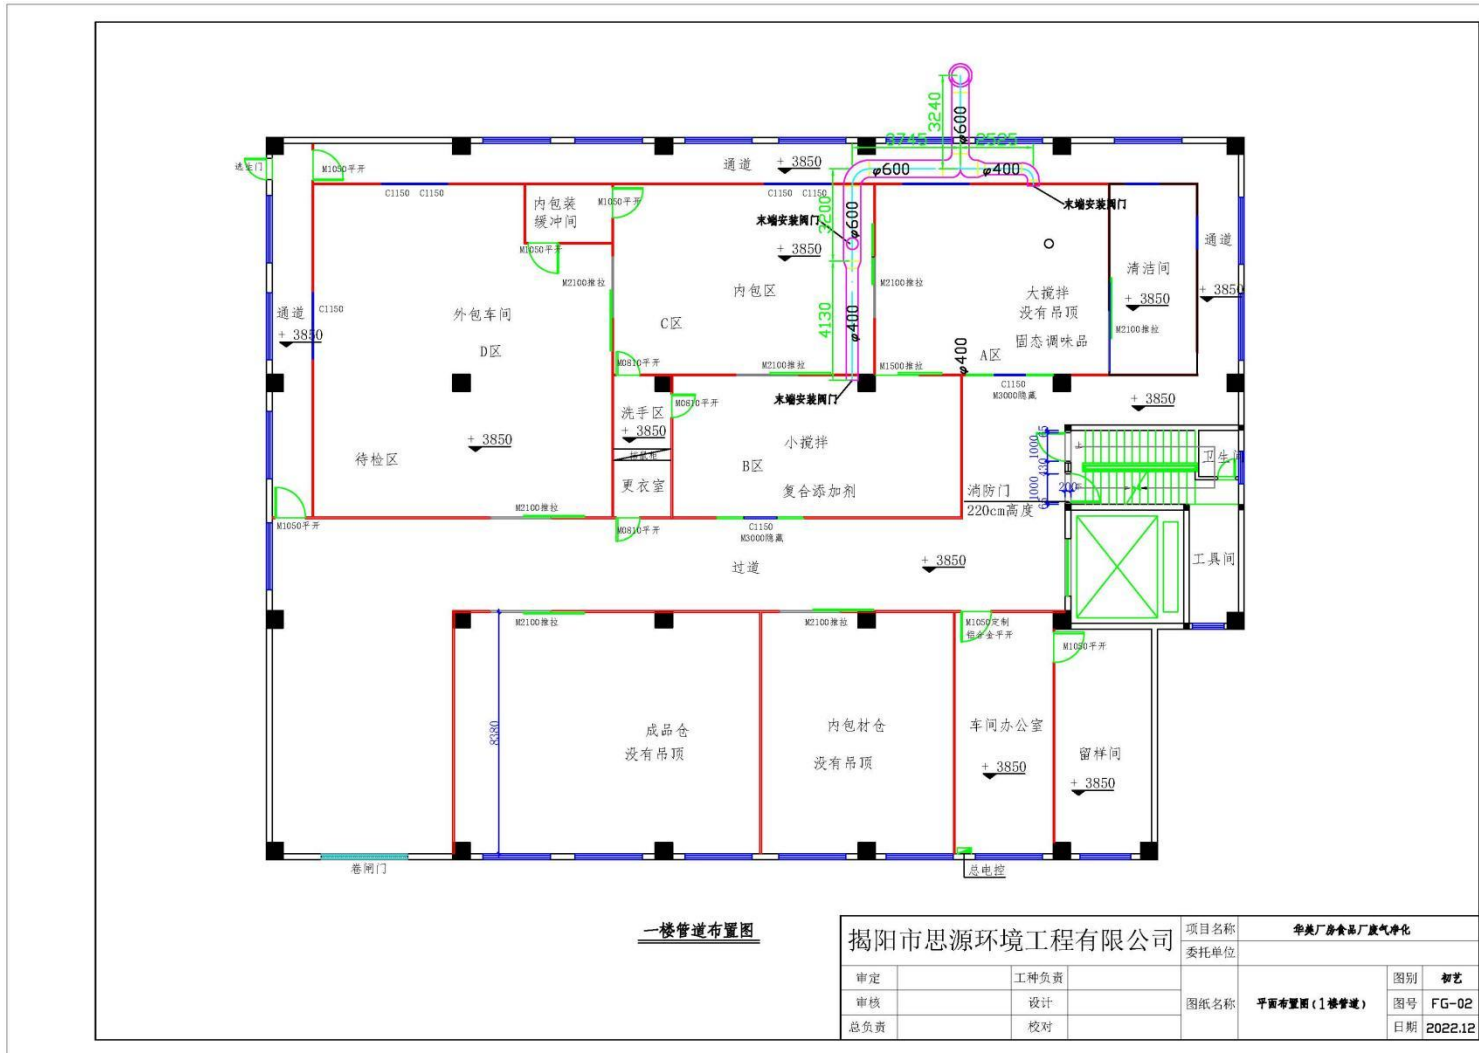 3240
φ600
3745
2525
逃生门
M1050平开
通道
+ 3850
φ600
φ400
C1150
C1150
C1150
C1150
内包装
缓冲间
M1050平开
3200
φ600
末端安装阀门
末端安装阀门
M1050平开
+ 3850
通道
清洁间
M2100推拉
M2100推拉
内包区
大搅拌
没有吊顶
+ 3850
+ 3850
通道
C1150
+ 3850
外包车间
C区
4130
φ400
固态调味品
M2100推拉
D区
A区
φ400
M0810平开
M2100推拉
M1500推拉
C1150
M3000隐藏
末端安装阀门
M0810平开
+ 3850
洗手区
+ 3850
+ 3850
小搅拌
待检区
B区
更衣室
复合添加剂
1000
430
1000
200
上
消防门
220cm高度
M1050平开
M2100推拉
M0810平开
C1150
M3000隐藏
过道
+ 3850
工具间
M2100推拉
M2100推拉
M1050定制
铝合金平开
M1050平开
8380
成品仓
没有吊顶
内包材仓
没有吊顶
车间办公室
+ 3850
留样间
+ 3850
卷闸门
总电控
一楼管道布置图
揭阳市思源环境工程有限公司
项目名称
华美厂房食品厂废气净化
委托单位
审定
工种负责
图纸名称
平面布置图(1楼管道)
图别
初艺
审核
设计
图号
FG-02
总负责
校对
日期
2022.12